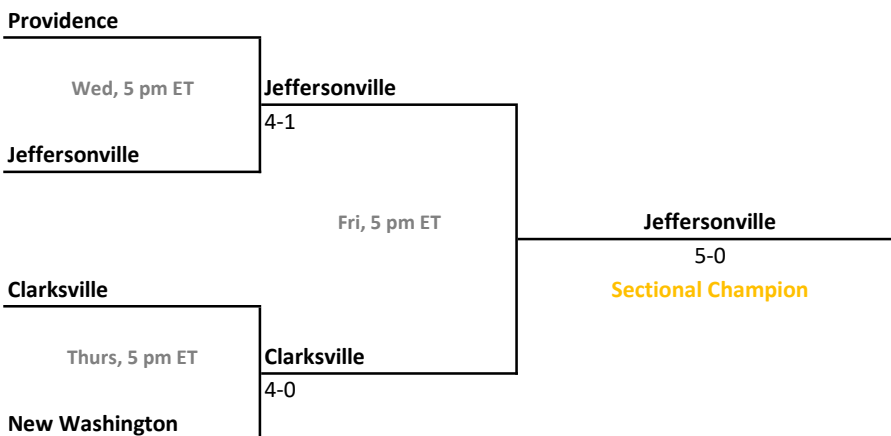 Providence
Wed, 5 pm ET
Jeffersonville
4-1
Jeffersonville
Fri, 5 pm ET
Jeffersonville
5-0
Sectional Champion
Clarksville
Thurs, 5 pm ET
Clarksville
4-0
New Washington